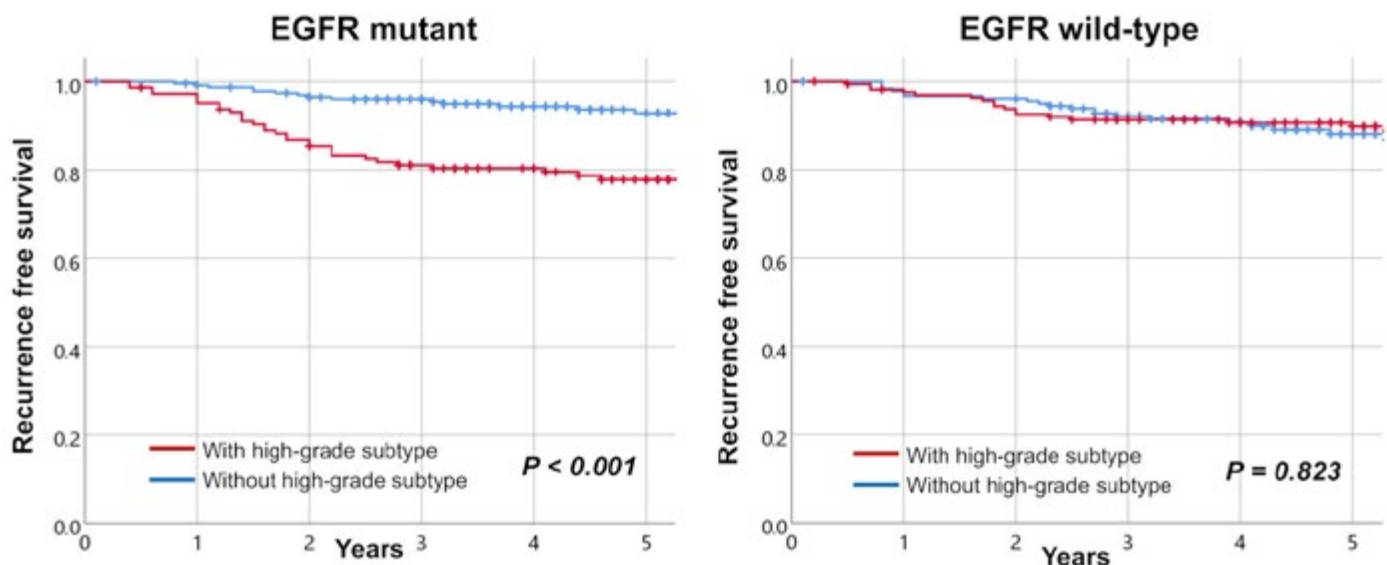 EGFR mutant
Recurrence free survival
1.0
0.8
0.6
0.4
0.2
0.0
With high-grade subtype
Without high-grade subtype
P < 0.001
0 1 2 3 4 5
Years
EGFR wild-type
Recurrence free survival
1.0
0.8
0.6
0.4
0.2
0.0
With high-grade subtype
Without high-grade subtype
P = 0.823
0 1 2 3 4 5
Years